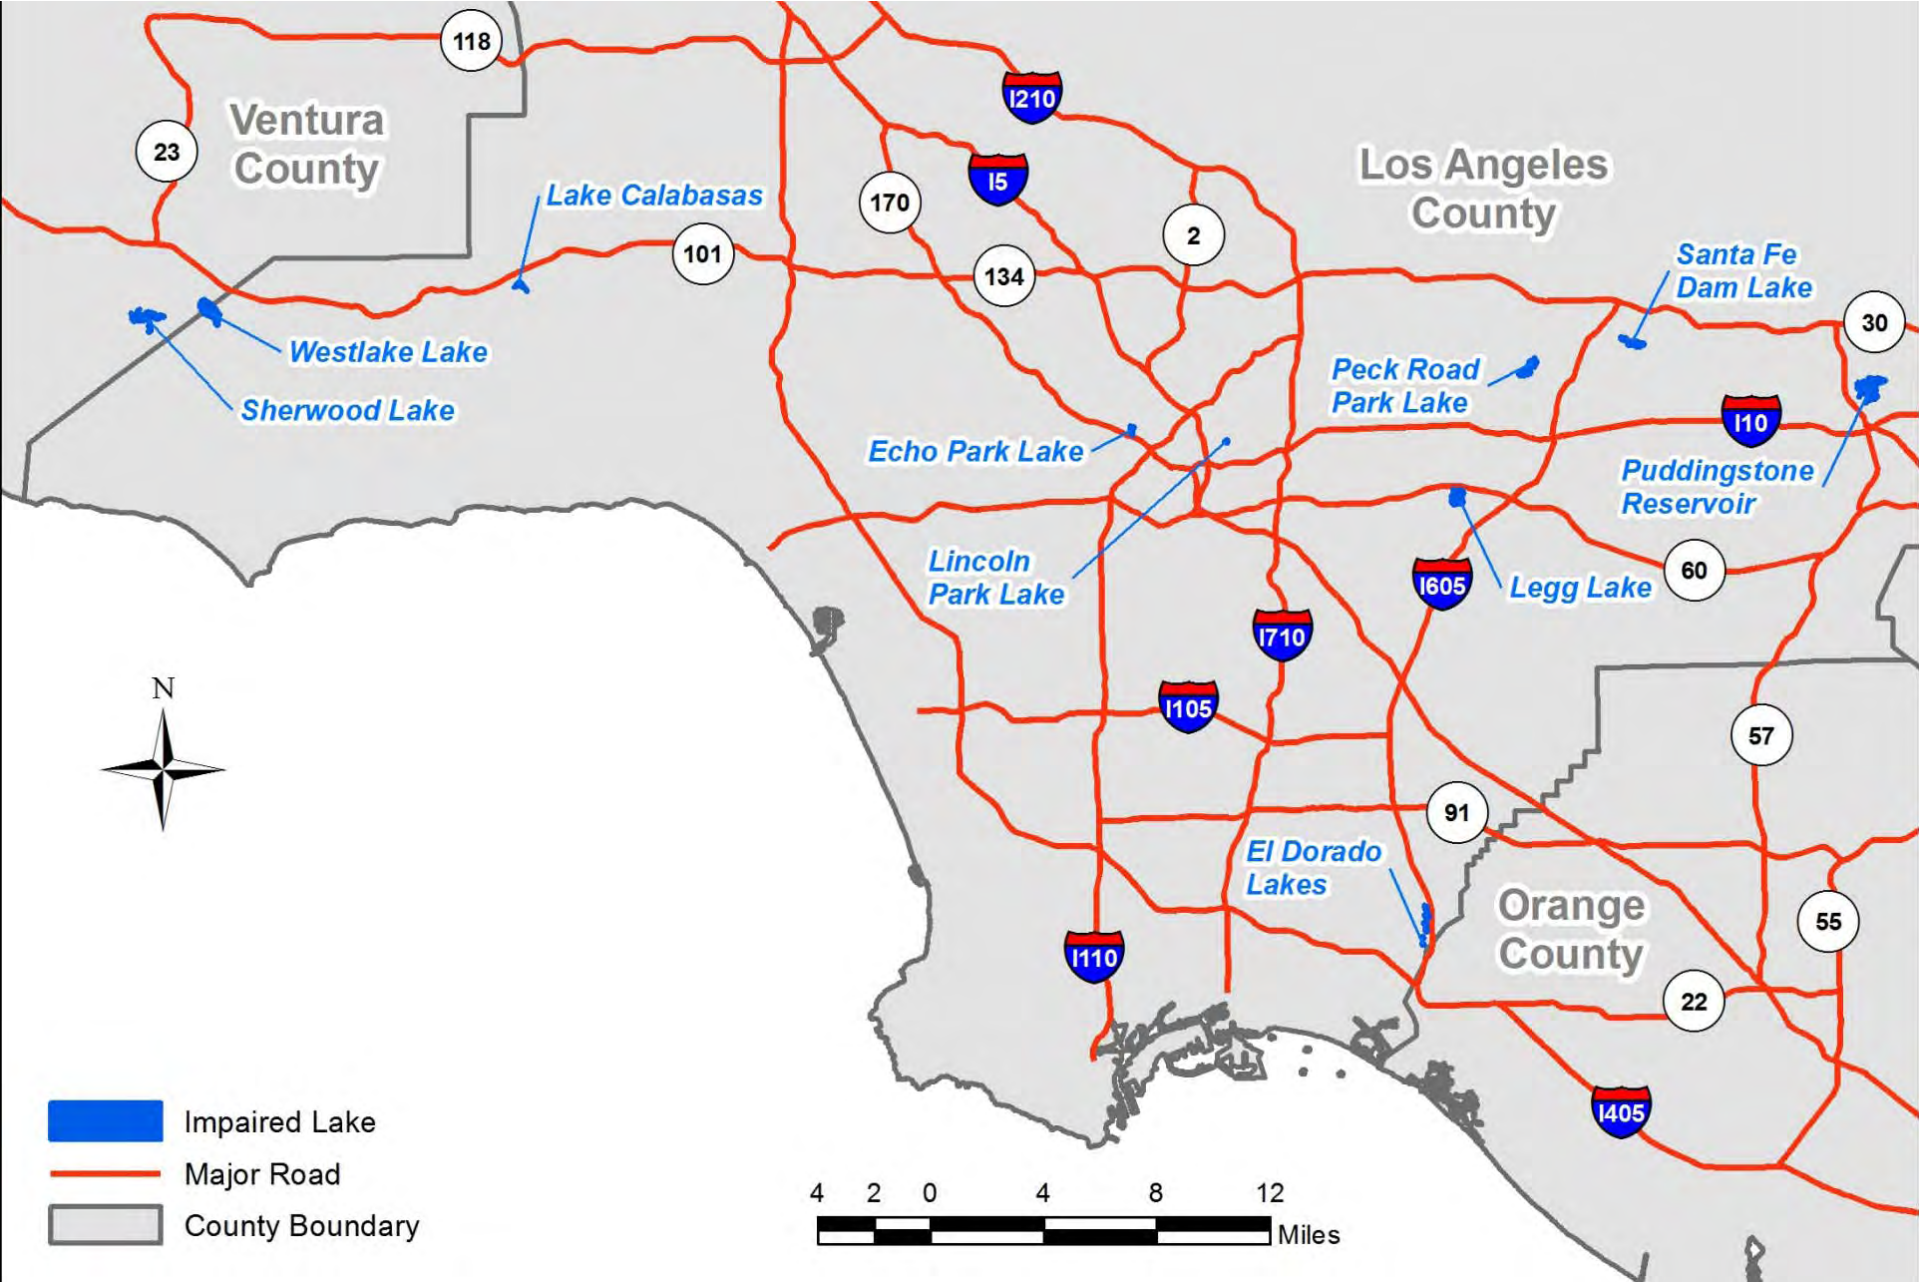 118
I210
23
Ventura
County
Los Angeles
County
I5
Lake Calabasas
170
2
101
134
Santa Fe
Dam Lake
30
Westlake Lake
Peck Road
Park Lake
Sherwood Lake
I10
Echo Park Lake
Puddingstone
Reservoir
Lincoln
Park Lake
60
I605
Legg Lake
I710
N
I105
57
91
El Dorado
Lakes
Orange
County
55
I110
22
I405
Impaired Lake
Major Road
County Boundary
4 2 0 4 8 12
Miles